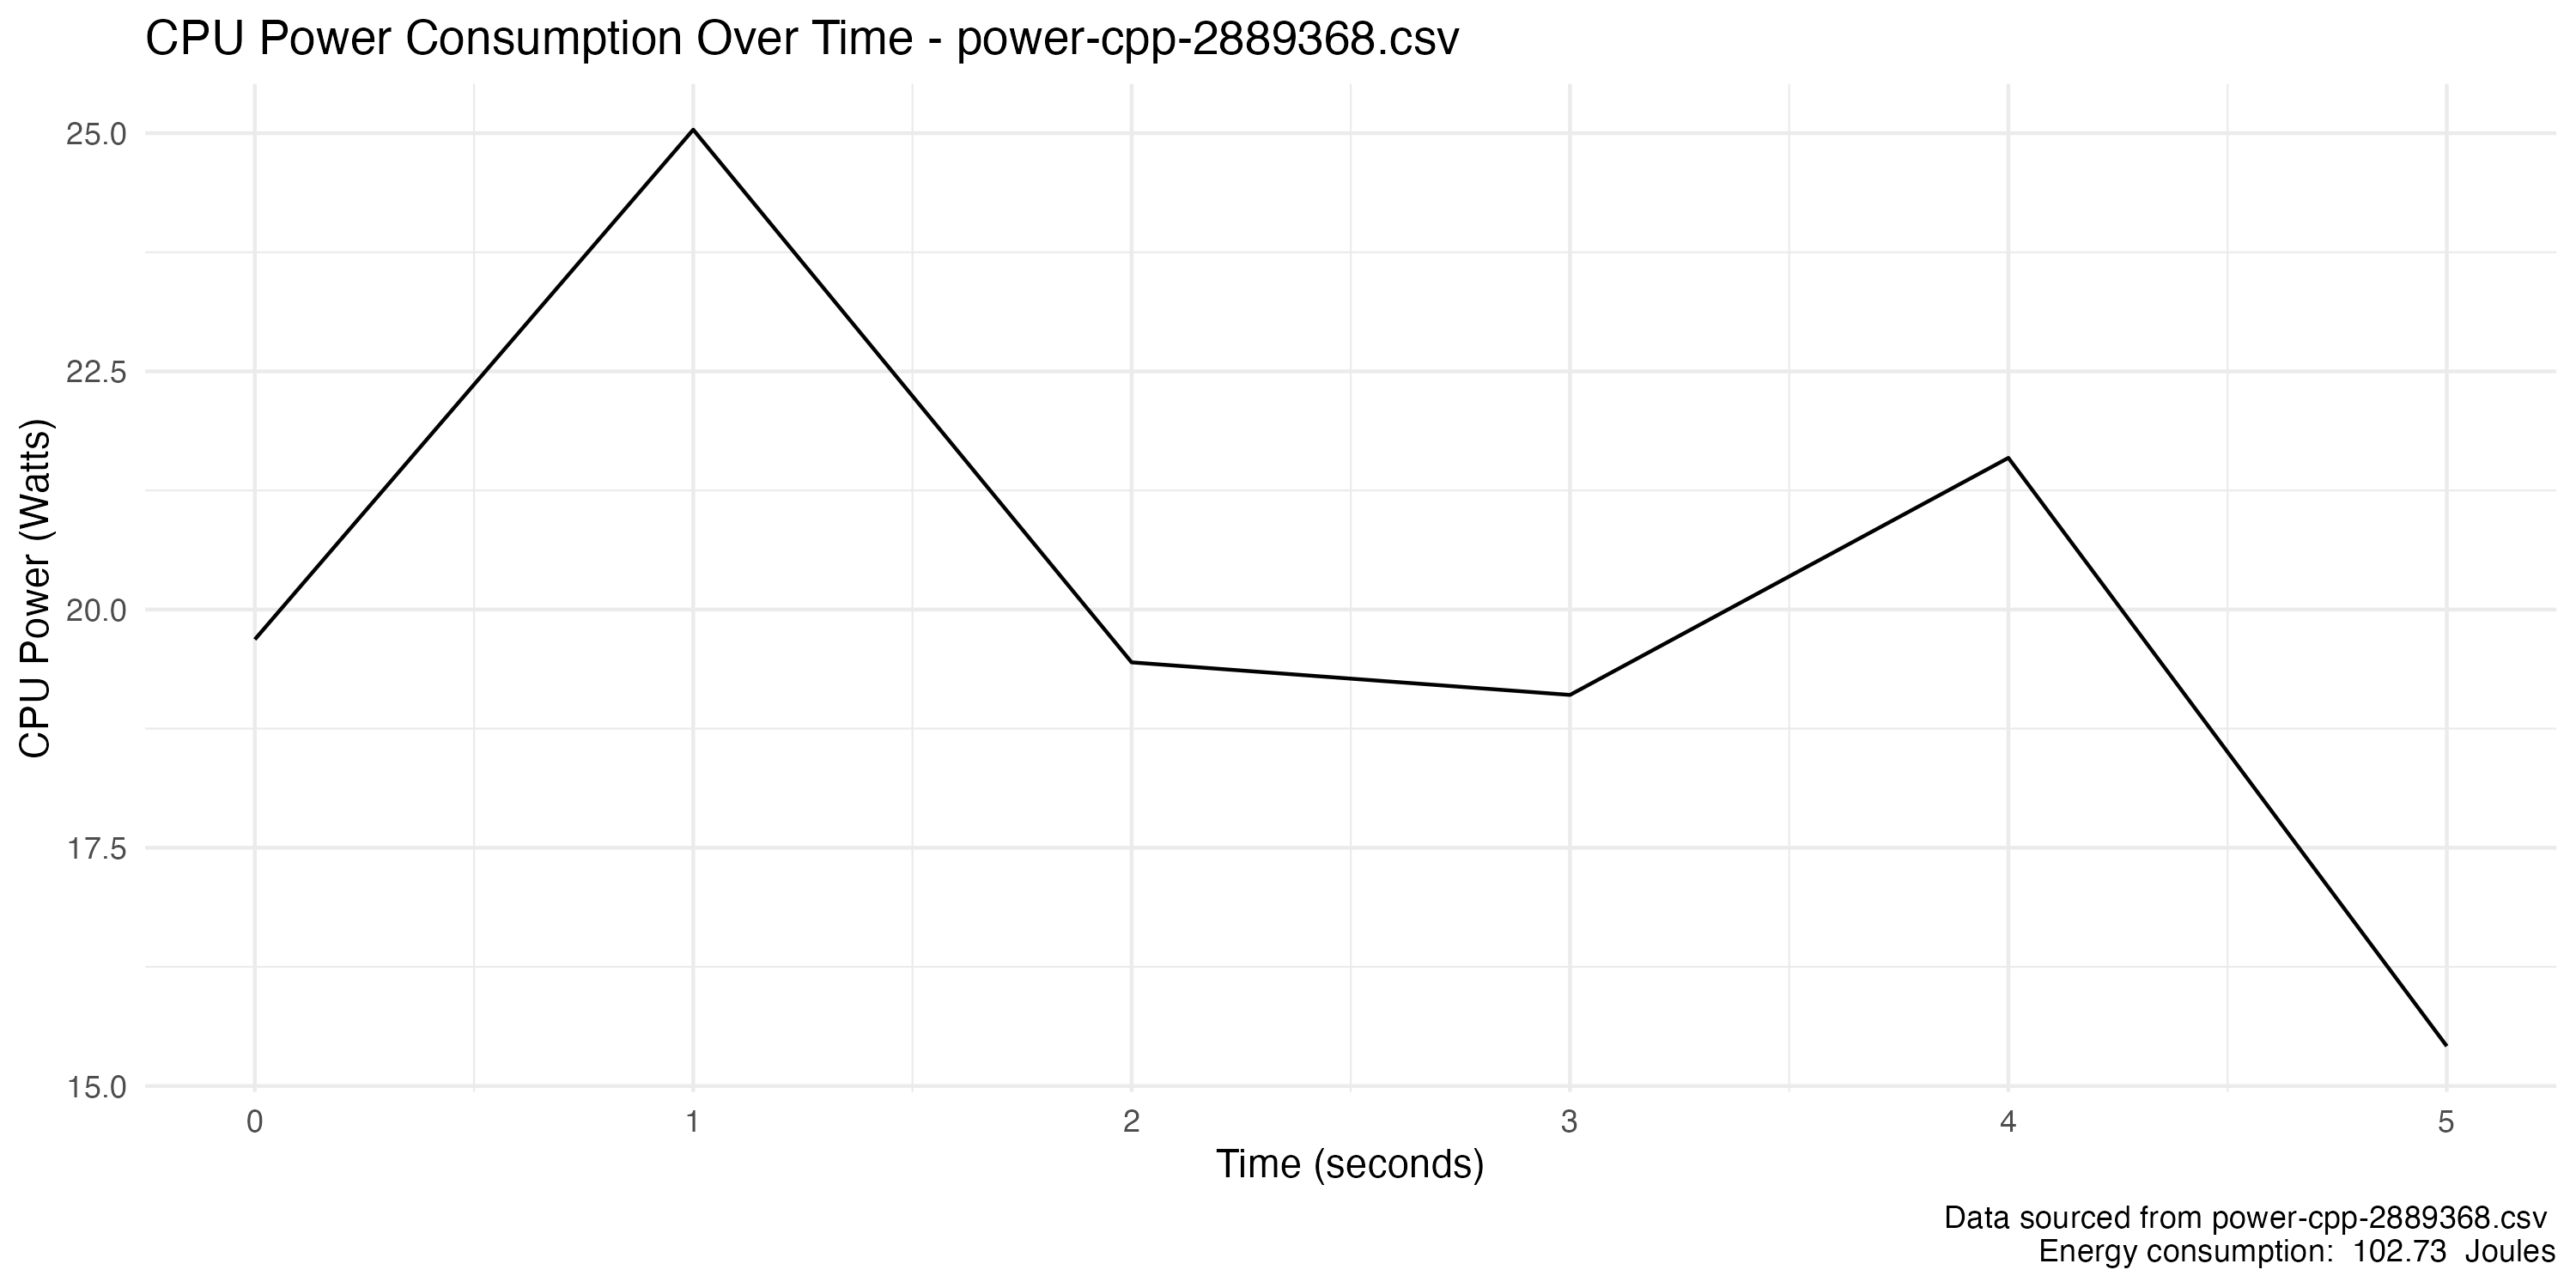 CPU Power Consumption Over Time - power-cpp-2889368.csv
CPU Power (Watts)
25.0
22.5
20.0
17.5
15.0
0 1 2 3 4 5
Time (seconds)
Data sourced from power-cpp-2889368.csv
Energy consumption: 102.73 Joules